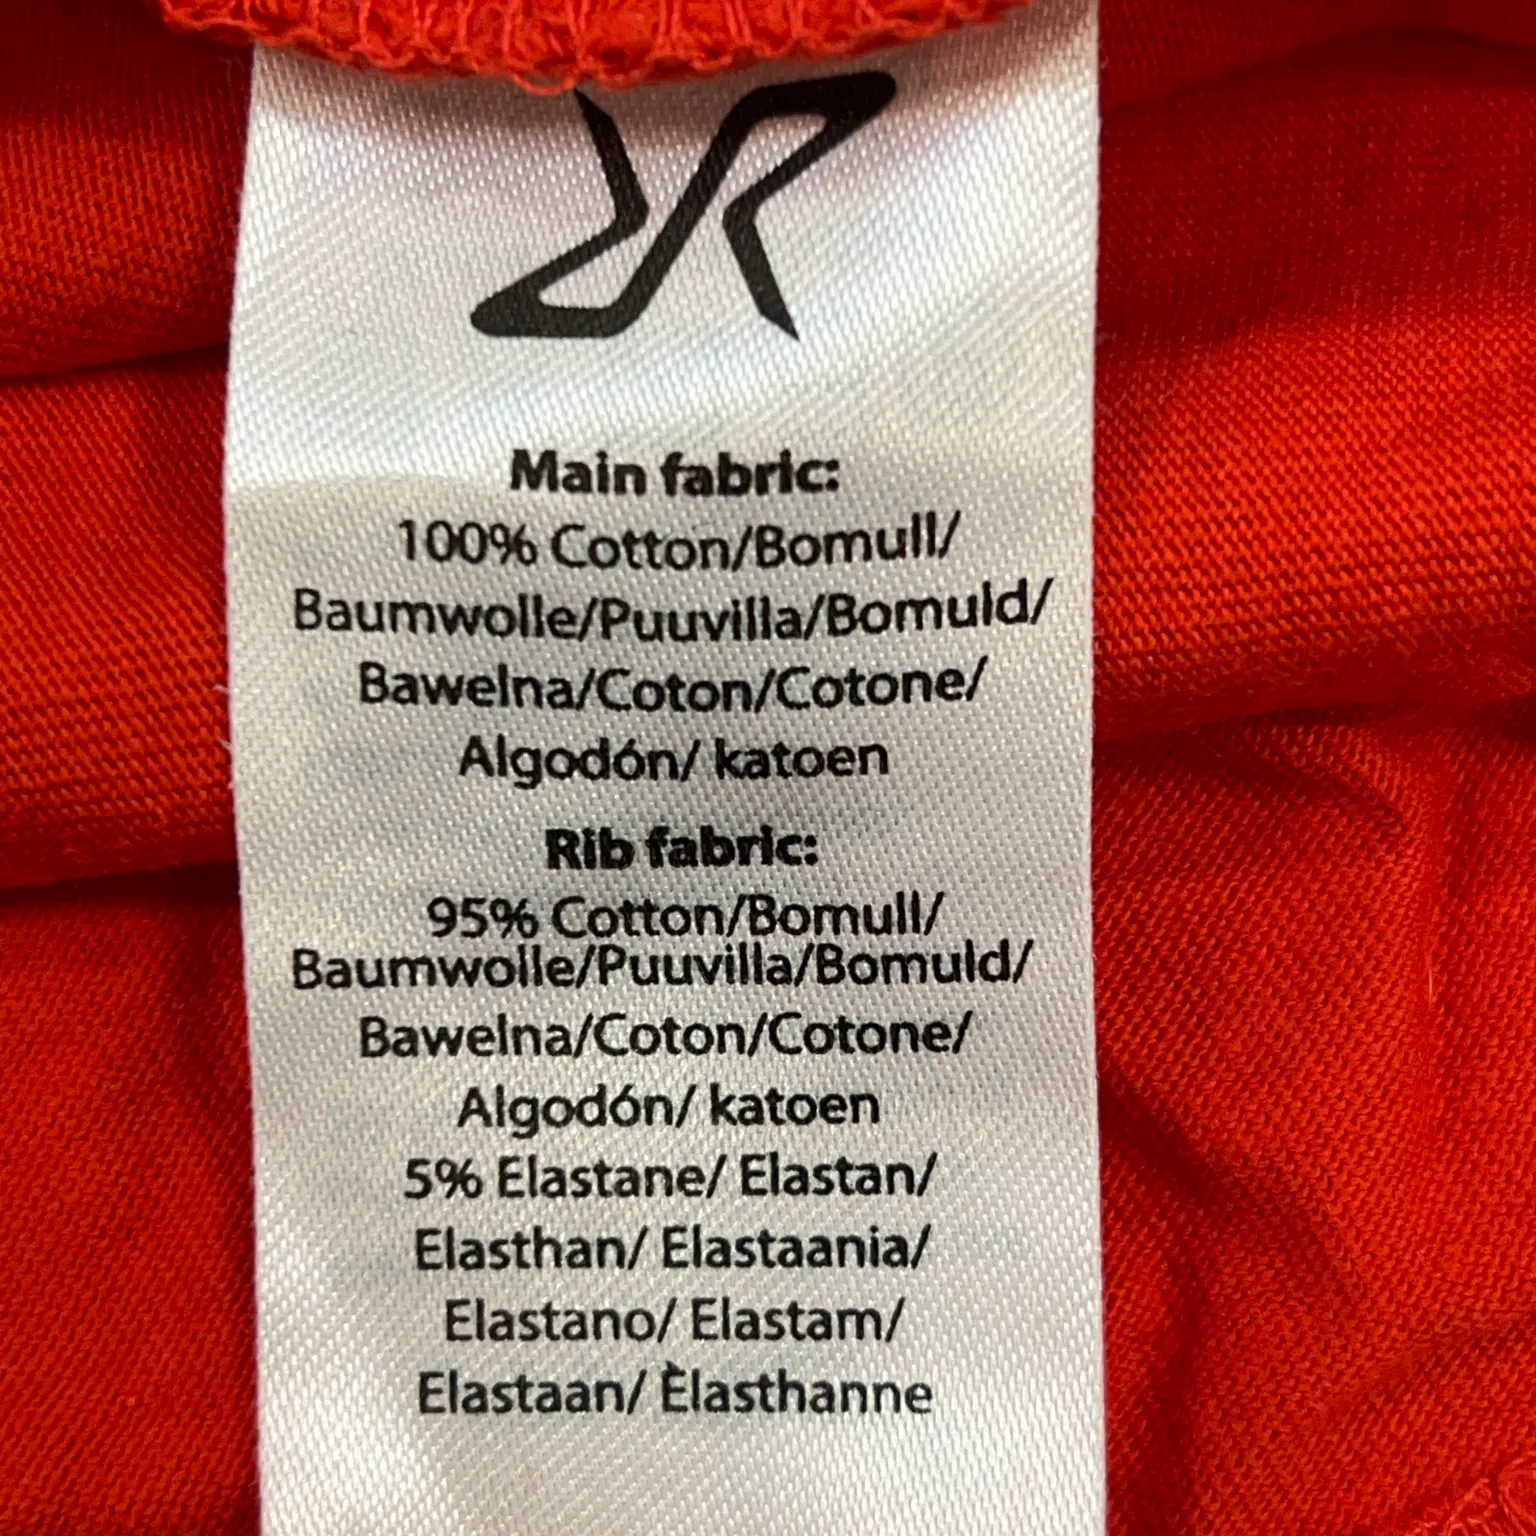 Main fabric:
100% Cotton/Bomull/
Baumwolle/Puuvilla/Bomuld/
Bawelna/Coton/Cotone/
Algodón/ katoen
Rib fabric:
95% Cotton/Bomull/
Baumwolle/Puuvilla/Bomuld/
Bawelna/Coton/Cotone/
Algodón/ katoen
5% Elastane/ Elastan/
Elasthan/ Elastaania/
Elastano/ Elastam/
Elastaan/ Èlasthanne